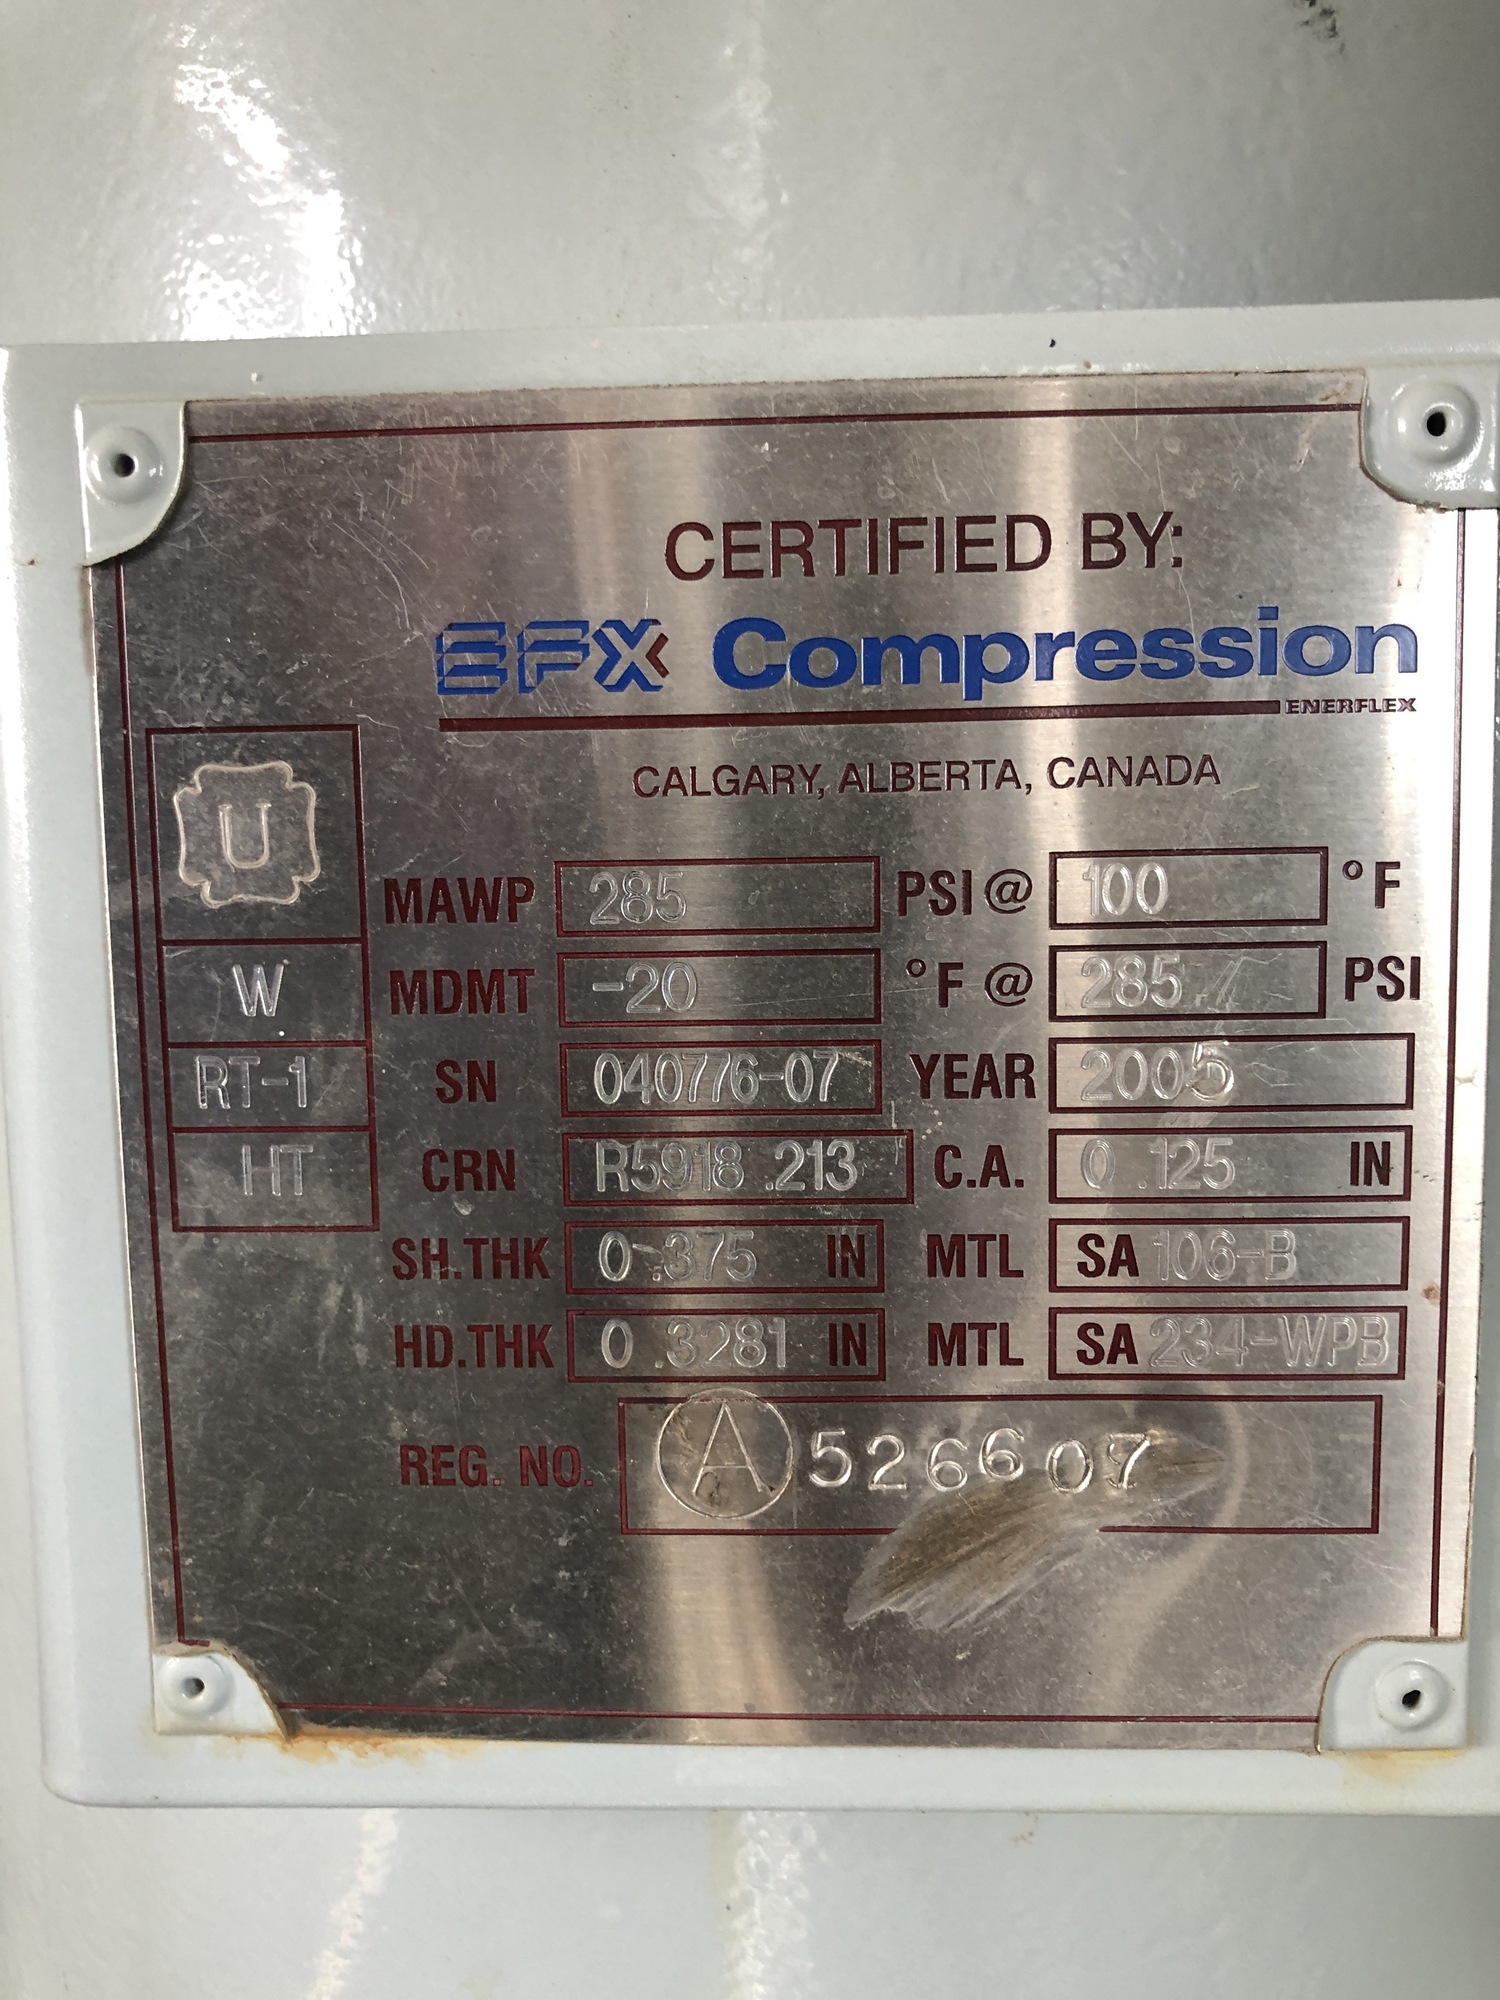 CERTIFIED BY:
EFX Compression
ENERFLEX
CALGARY, ALBERTA, CANADA
U
W
RT-1
HT
MAWP 285 PSI @ 100 °F
MDMT -20 °F @ 285 PSI
SN 040776-07 YEAR 2005
CRN R5918.213 C.A. 0.125 IN
SH.THK 0.375 IN MTL SA 106-B
HD.THK 0.3281 IN MTL SA 234-WPB
REG. NO. A 526607